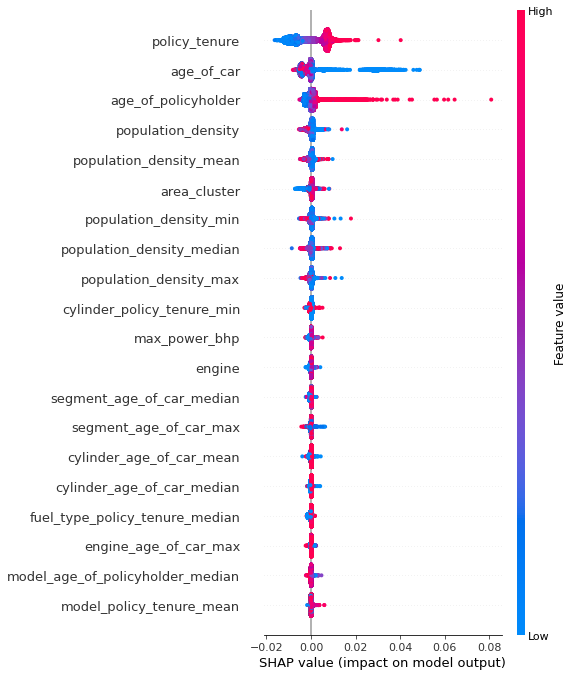 High
policy_tenure
age_of_car
age_of_policyholder
population_density
population_density_mean
area_cluster
population_density_min
population_density_median
population_density_max
cylinder_policy_tenure_min
max_power_bhp
engine
segment_age_of_car_median
segment_age_of_car_max
cylinder_age_of_car_mean
cylinder_age_of_car_median
fuel_type_policy_tenure_median
engine_age_of_car_max
model_age_of_policyholder_median
model_policy_tenure_mean
Feature value
Low
−0.02 0.00 0.02 0.04 0.06 0.08
SHAP value (impact on model output)